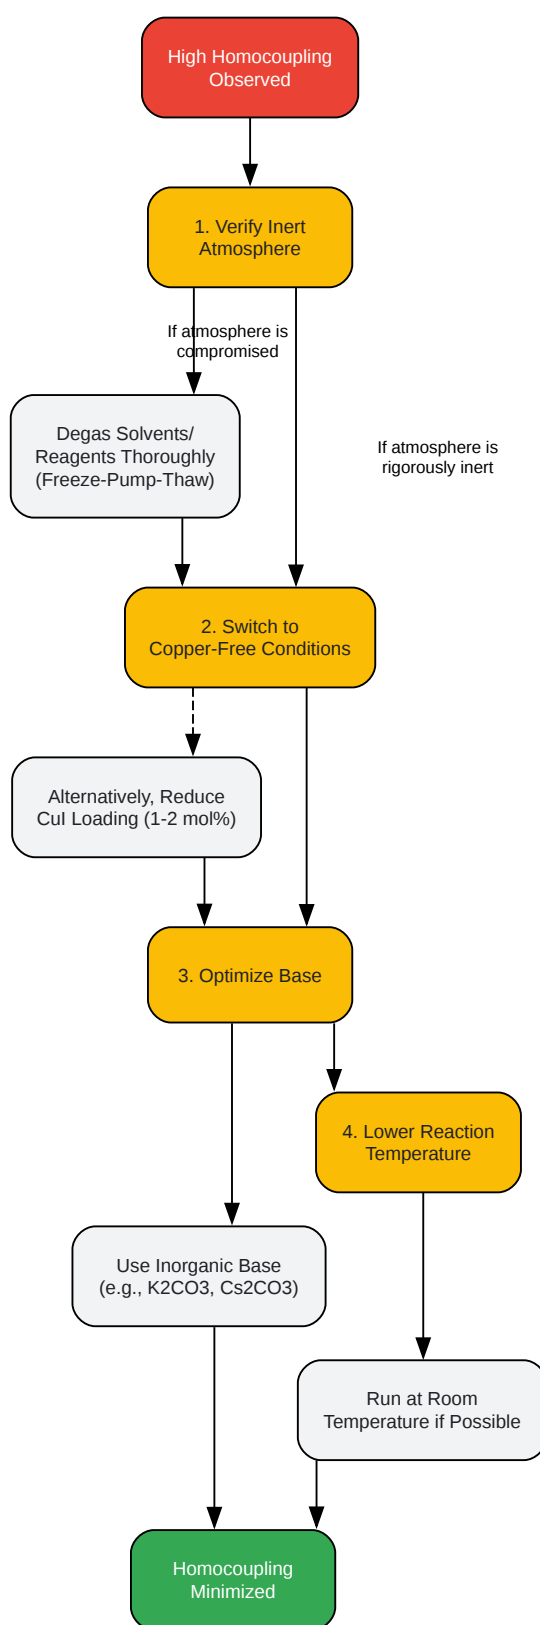 High Homocoupling
Observed
1. Verify Inert
Atmosphere
If atmosphere is
compromised
Degas Solvents/
Reagents Thoroughly
(Freeze-Pump-Thaw)
If atmosphere is
rigorously inert
2. Switch to
Copper-Free Conditions
Alternatively, Reduce
CuI Loading (1-2 mol%)
3. Optimize Base
4. Lower Reaction
Temperature
Use Inorganic Base
(e.g., K2CO3, Cs2CO3)
Run at Room
Temperature if Possible
Homocoupling
Minimized